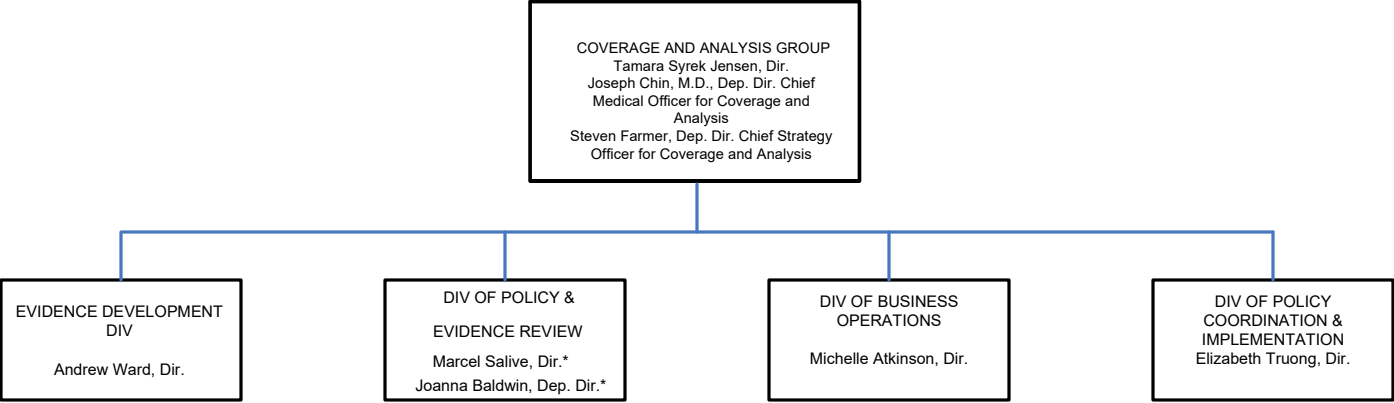 COVERAGE AND ANALYSIS GROUP
Tamara Syrek Jensen, Dir.
Joseph Chin, M.D., Dep. Dir. Chief
Medical Officer for Coverage and
Analysis
Steven Farmer, Dep. Dir. Chief Strategy
Officer for Coverage and Analysis
EVIDENCE DEVELOPMENT
DIV
Andrew Ward, Dir.
DIV OF POLICY &
EVIDENCE REVIEW
Marcel Salive, Dir.*
Joanna Baldwin, Dep. Dir.*
DIV OF BUSINESS
OPERATIONS
Michelle Atkinson, Dir.
DIV OF POLICY
COORDINATION &
IMPLEMENTATION
Elizabeth Truong, Dir.